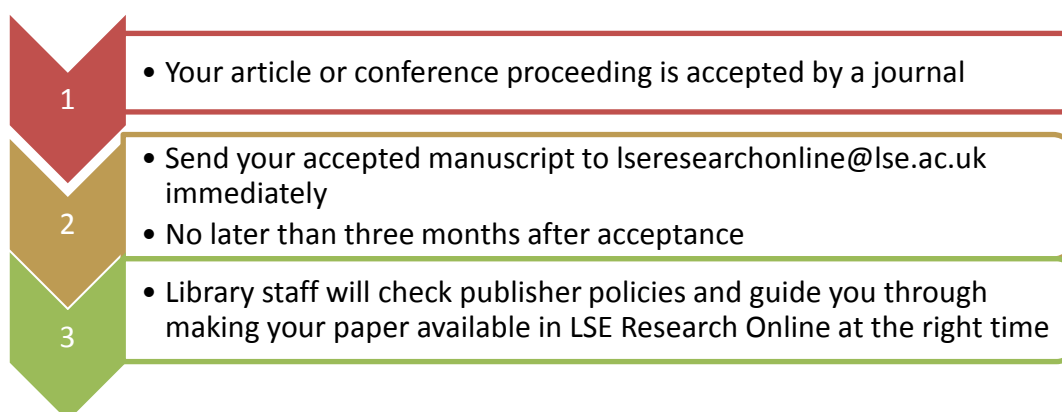 1
• Your article or conference proceeding is accepted by a journal
2
• Send your accepted manuscript to lseresearchonline@lse.ac.uk
immediately
• No later than three months after acceptance
3
• Library staff will check publisher policies and guide you through
making your paper available in LSE Research Online at the right time